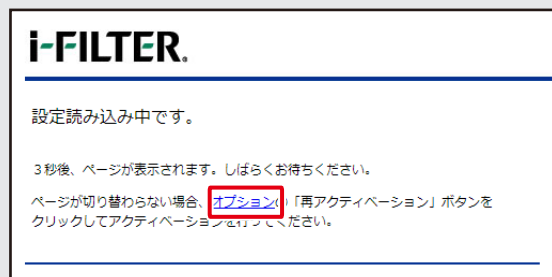 i-FILTER.
設定読み込み中です。
3秒後、ページが表示されます。しばらくお待ちください。
ページが切り替わらない場合、オプションの「再アクティベーション」ボタンを
クリックしてアクティベーションを行ってください。